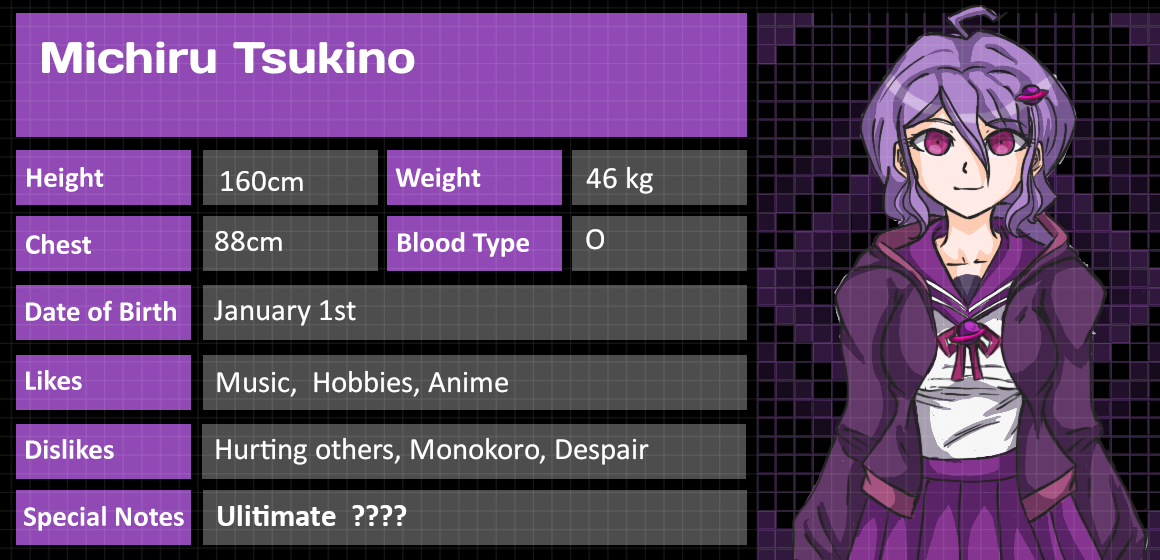 Michiru Tsukino
Height 160cm Weight 46 kg
Chest 88cm Blood Type O
Date of Birth January 1st
Likes Music, Hobbies, Anime
Dislikes Hurting others, Monokoro, Despair
Special Notes Ulitimate ????